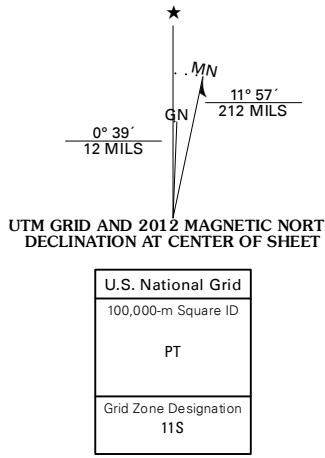 ★
MN
11° 57´
212 MILS
GN
0° 39´
12 MILS
UTM GRID AND 2012 MAGNETIC NORT
DECLINATION AT CENTER OF SHEET
U.S. National Grid
100,000-m Square ID
PT
Grid Zone Designation
11S